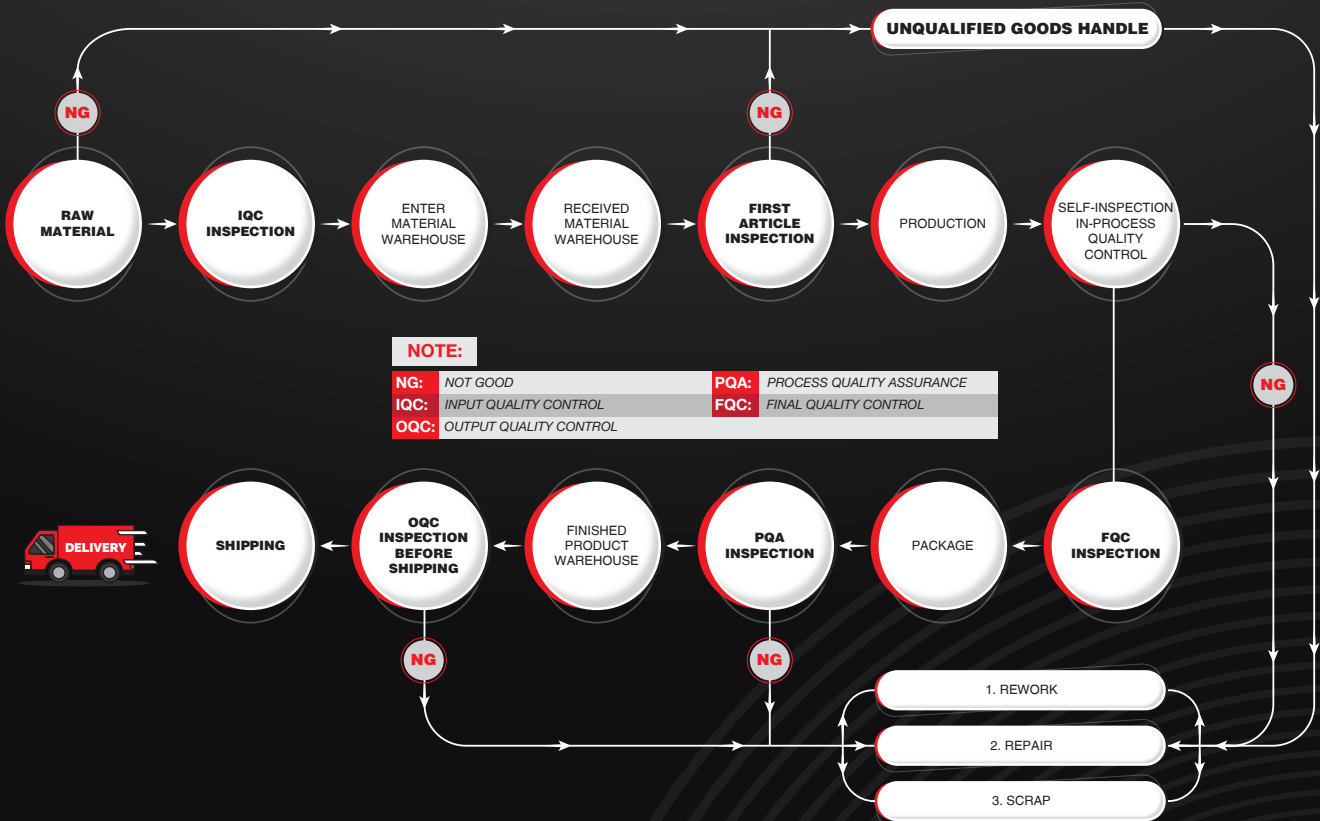 UNQUALIFIED GOODS HANDLE
NG
NG
RAW
MATERIAL
IQC
INSPECTION
ENTER
MATERIAL
WAREHOUSE
RECEIVED
MATERIAL
WAREHOUSE
FIRST
ARTICLE
INSPECTION
PRODUCTION
SELF-INSPECTION
IN-PROCESS
QUALITY
CONTROL
NOTE:
NG: NOT GOOD
PQA: PROCESS QUALITY ASSURANCE
IQC: INPUT QUALITY CONTROL
FQC: FINAL QUALITY CONTROL
OQC: OUTPUT QUALITY CONTROL
NG
DELIVERY
SHIPPING
OQC
INSPECTION
BEFORE
SHIPPING
FINISHED
PRODUCT
WAREHOUSE
PQA
INSPECTION
PACKAGE
FQC
INSPECTION
NG
NG
1. REWORK
2. REPAIR
3. SCRAP